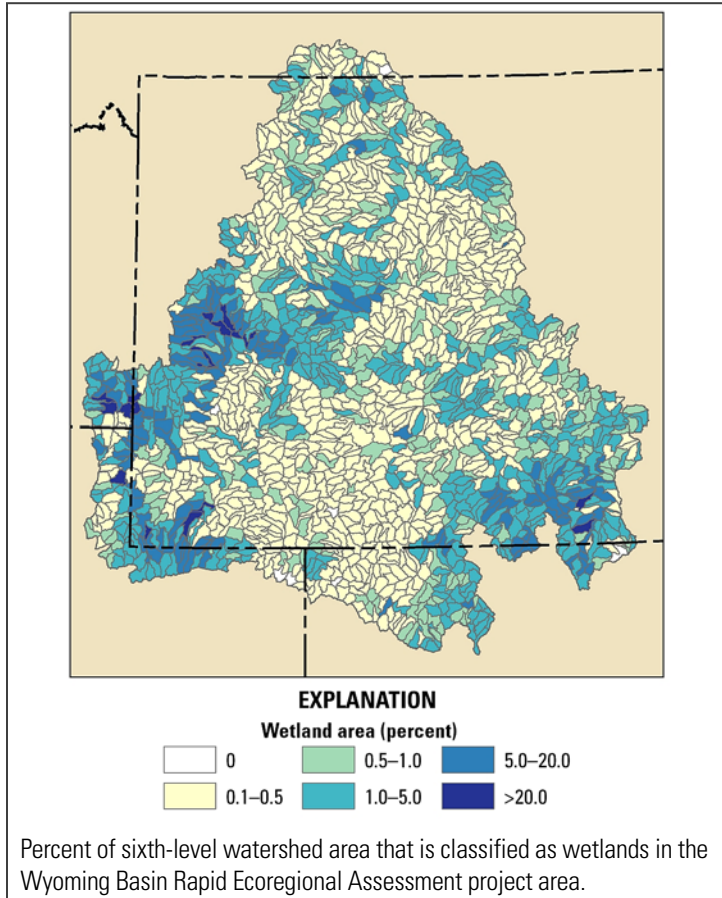 EXPLANATION
Wetland area (percent)
0 0.5–1.0 5.0–20.0
0.1–0.5 1.0–5.0 >20.0
Percent of sixth-level watershed area that is classified as wetlands in the
Wyoming Basin Rapid Ecoregional Assessment project area.